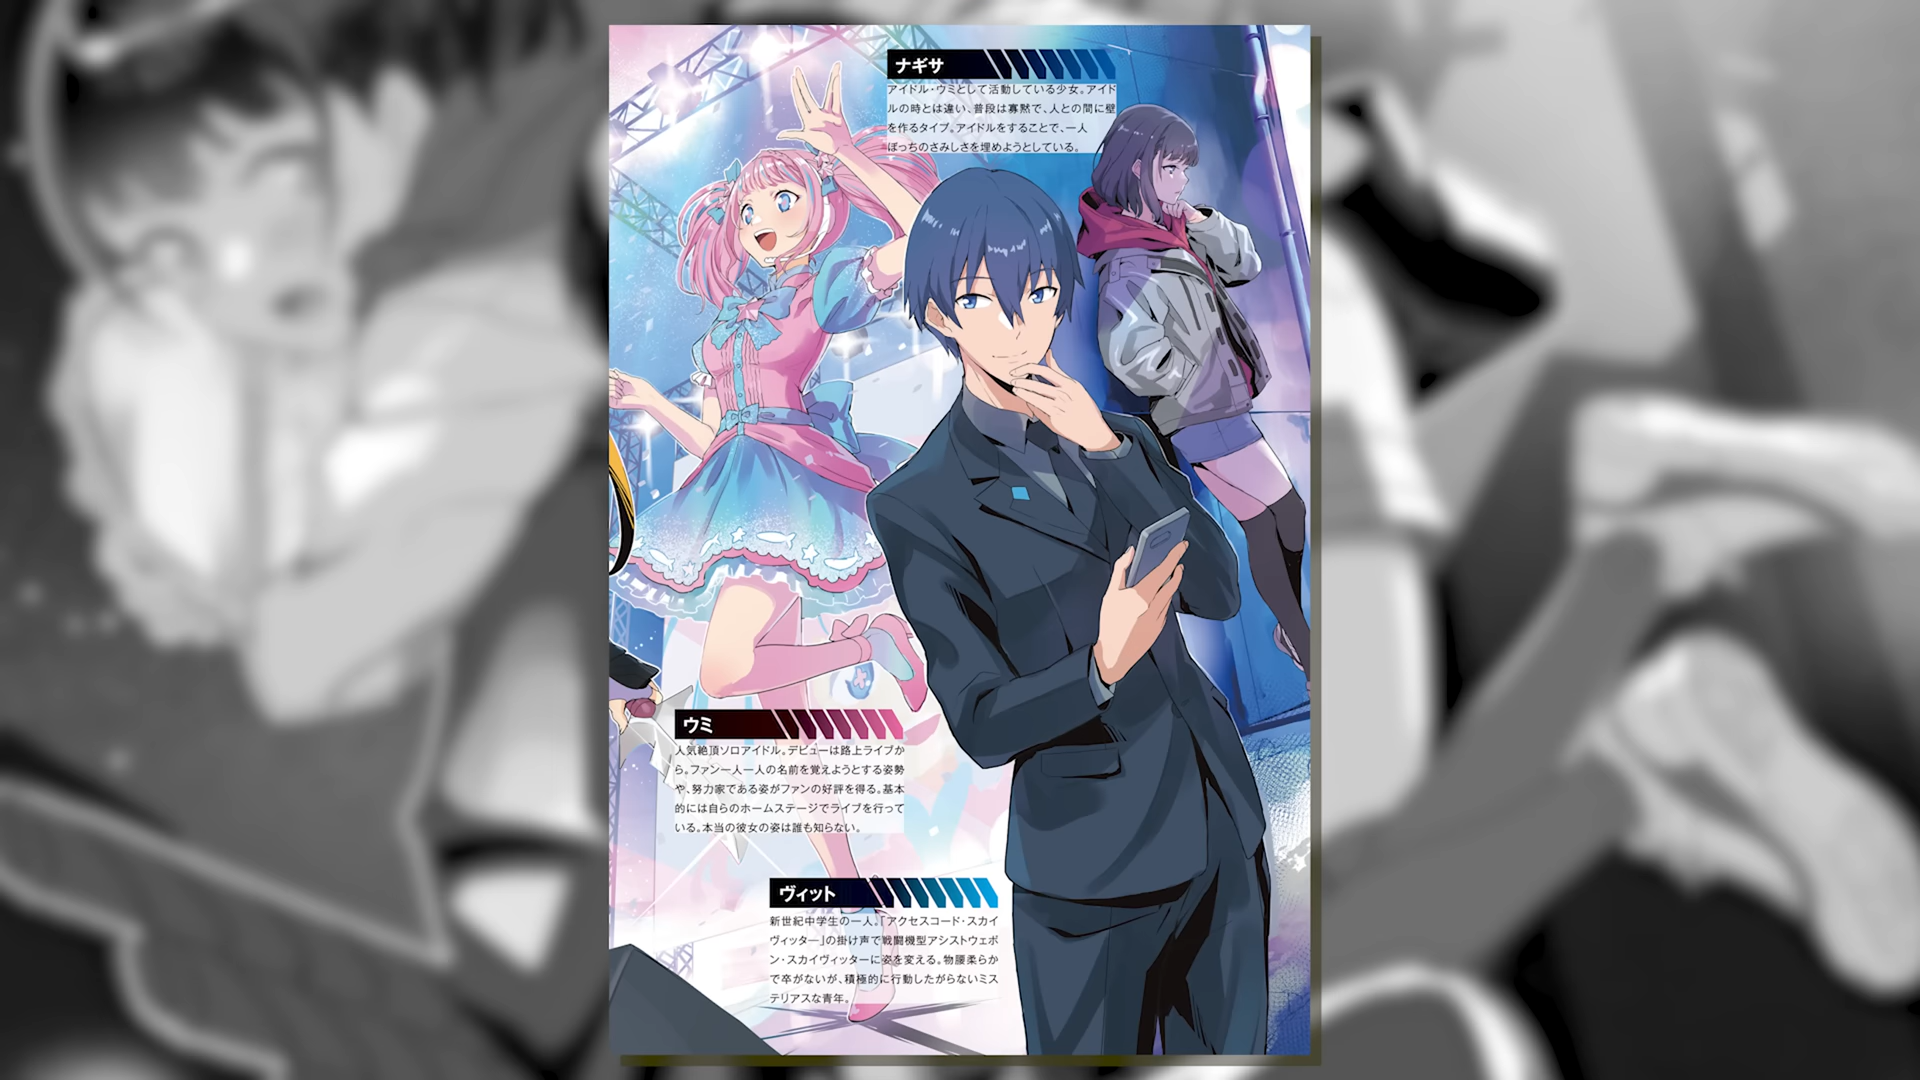 ナギサ
アイドル・ウミとして活動している少女。アイド
ルの時とは違い、普段は寡黙で、人との間に壁
を作るタイプ。アイドルをすることで、一人
ぼっちのさみしさを埋めようとしている。
ウミ
人気絶頂ソロアイドル。デビューは路上ライブか
ら。ファン一人一人の名前を覚えようとする姿勢
や、努力家である姿がファンの好評を得る。基本
的には自らのホームステージでライブを行って
いる。本当の彼女の姿は誰も知らない。
ヴィット
新世紀中学生の一人。「アクセスコード・スカイ
ヴィッター」の掛け声で戦闘機型アシストウェポ
ン・スカイヴィッターに姿を変える。物腰柔らか
で卒がないが、積極的に行動したがらないミス
テリアスな青年。